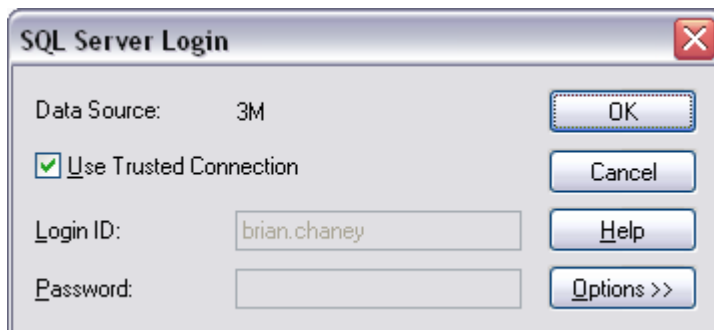 SQL Server Login
Data Source: 3M OK
Use Trusted Connection Cancel
Login ID: brian.chaney Help
Password: Options >>